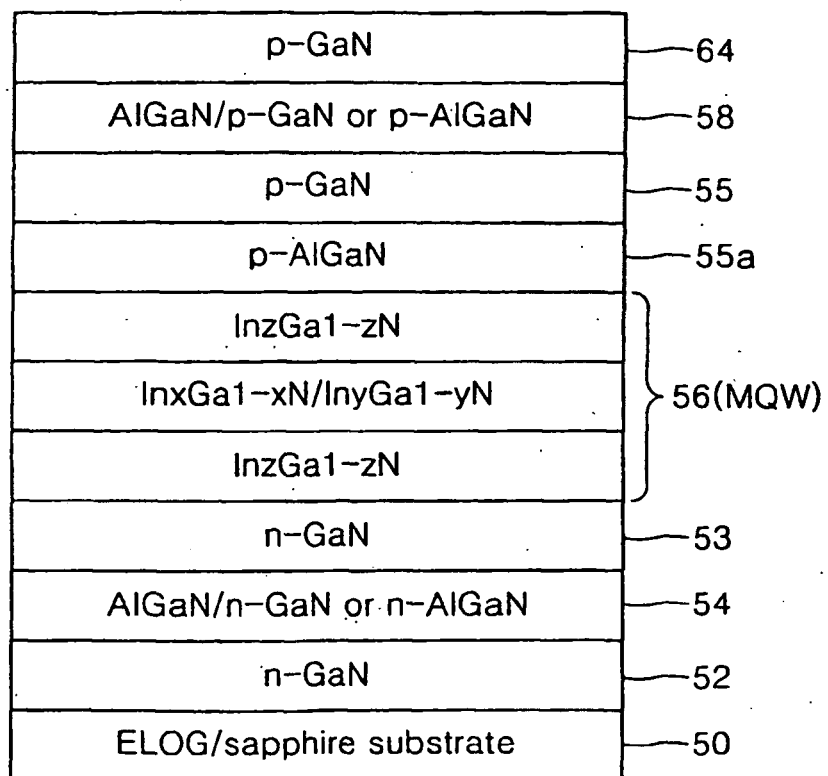 p-GaN 64
AlGaN/p-GaN or p-AlGaN 58
p-GaN 55
p-AlGaN 55a
InzGa1-zN
InxGa1-xN/InyGa1-yN 56(MQW)
InzGa1-zN
n-GaN 53
AlGaN/n-GaN or n-AlGaN 54
n-GaN 52
ELOG/sapphire substrate 50